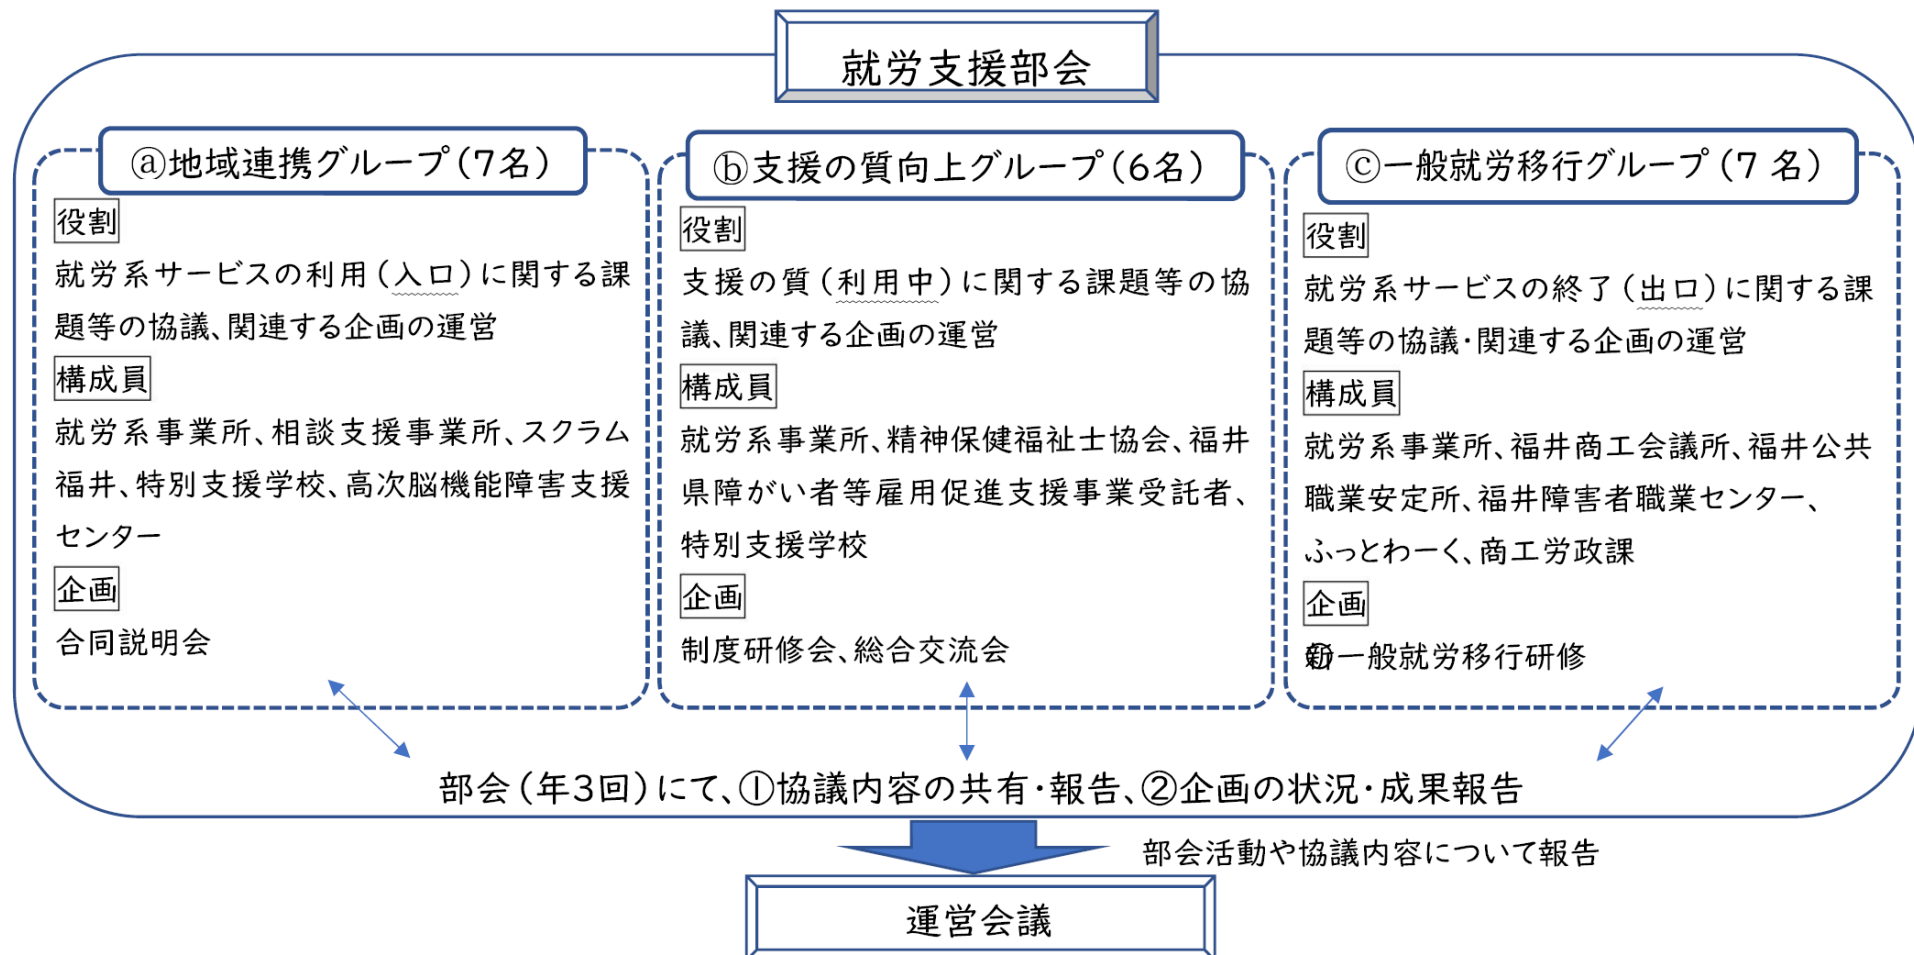 就労支援部会
ⓐ地域連携グループ(7名)
役割
就労系サービスの利用(入口)に関する課
題等の協議、関連する企画の運営
構成員
就労系事業所、相談支援事業所、スクラム
福井、特別支援学校、高次脳機能障害支援
センター
企画
合同説明会
ⓑ支援の質向上グループ(6名)
役割
支援の質(利用中)に関する課題等の協
議、関連する企画の運営
構成員
就労系事業所、精神保健福祉士協会、福井
県障がい者等雇用促進支援事業受託者、
特別支援学校
企画
制度研修会、総合交流会
ⓒ一般就労移行グループ(7 名)
役割
就労系サービスの終了(出口)に関する課
題等の協議・関連する企画の運営
構成員
就労系事業所、福井商工会議所、福井公共
職業安定所、福井障害者職業センター、
ふっとわーく、商工労政課
企画
新一般就労移行研修
部会(年3回)にて、①協議内容の共有・報告、②企画の状況・成果報告
部会活動や協議内容について報告
運営会議